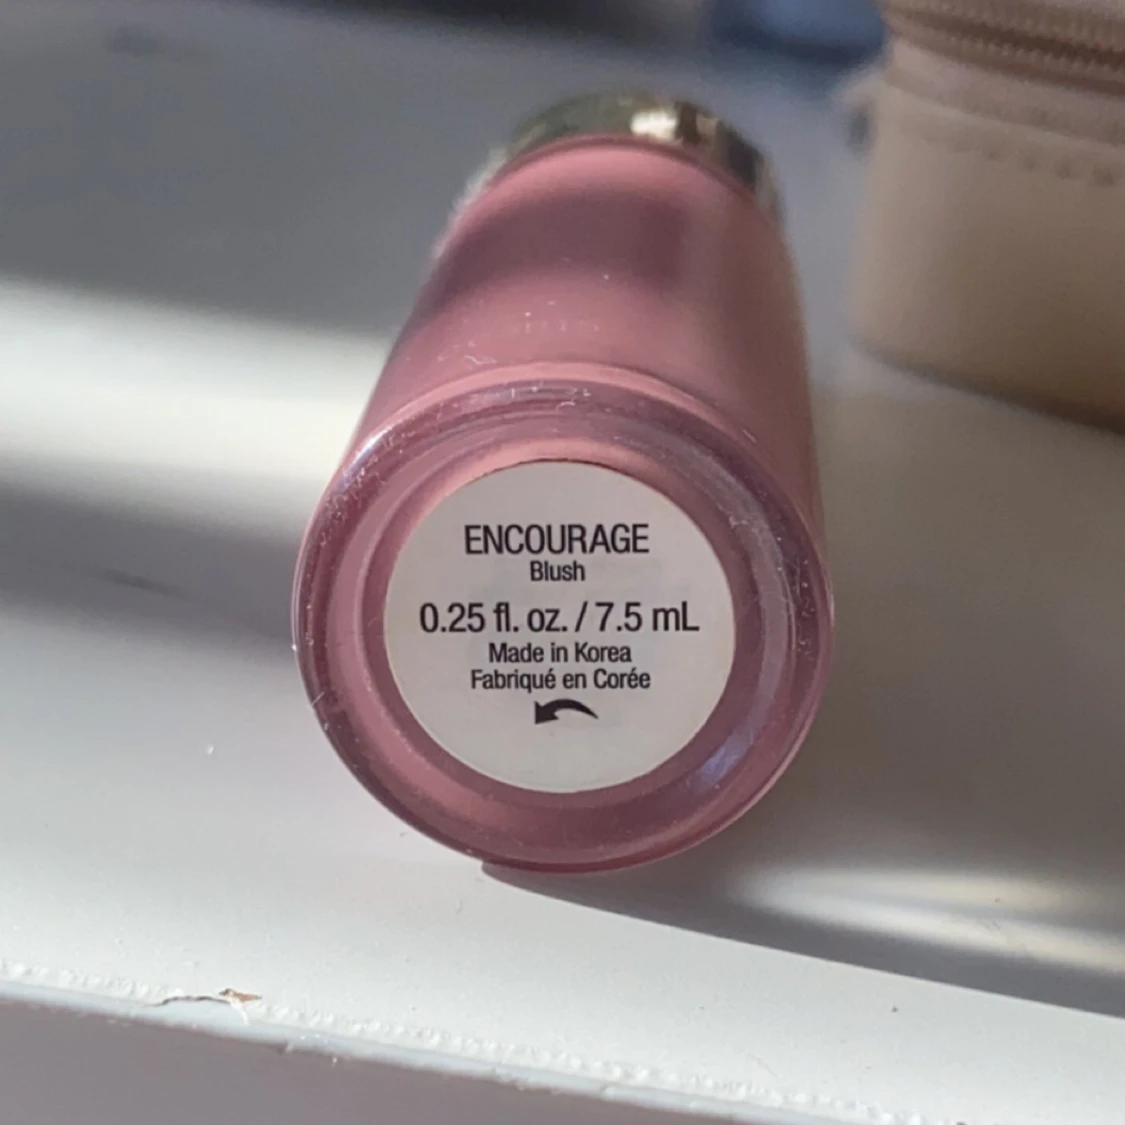 ENCOURAGE
Blush
0.25 fl. oz. / 7.5 mL
Made in Korea
Fabriqué en Corée